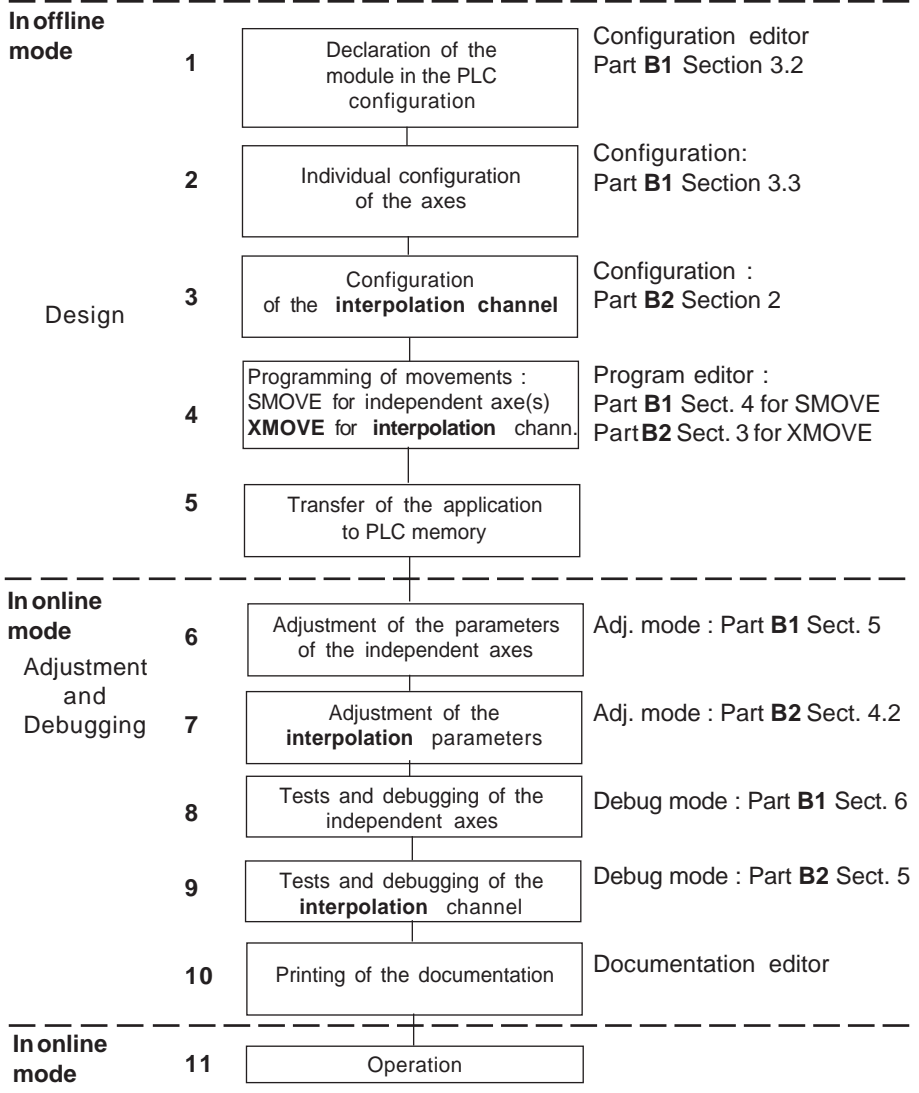 In offline
mode
1
Declaration of the
module in the PLC
configuration
Configuration editor
Part B1 Section 3.2
2
Individual configuration
of the axes
Configuration:
Part B1 Section 3.3
Design
3
Configuration
of the interpolation channel
Configuration :
Part B2 Section 2
4
Programming of movements :
SMOVE for independent axe(s)
XMOVE for interpolation chann.
Program editor :
Part B1 Sect. 4 for SMOVE
Part B2 Sect. 3 for XMOVE
5
Transfer of the application
to PLC memory
In online
mode
Adjustment
and
Debugging
6
Adjustment of the parameters
of the independent axes
Adj. mode : Part B1 Sect. 5
7
Adjustment of the
interpolation parameters
Adj. mode : Part B2 Sect. 4.2
8
Tests and debugging of the
independent axes
Debug mode : Part B1 Sect. 6
9
Tests and debugging of the
interpolation channel
Debug mode : Part B2 Sect. 5
10
Printing of the documentation
Documentation editor
In online
mode
11
Operation